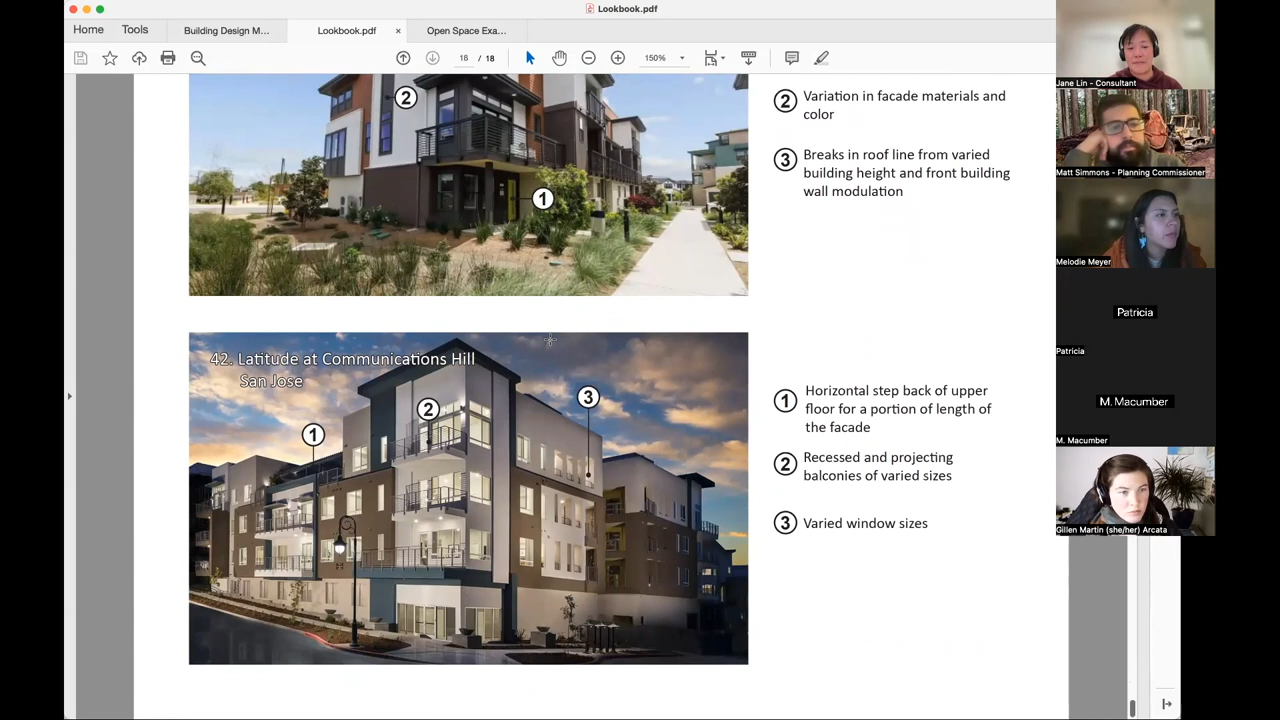 Lookbook.pdf
Home
Tools
Building Design M...
Lookbook.pdf
×
Open Space Exa...
18 / 18
150%
2
1
2 Variation in facade materials and
color
3 Breaks in roof line from varied
building height and front building
wall modulation
42. Latitude at Communications Hill
San Jose
1
2
3
1 Horizontal step back of upper
floor for a portion of length of
the facade
2 Recessed and projecting
balconies of varied sizes
3 Varied window sizes
Jane Lin - Consultant
Matt Simmons - Planning Commissioner
Melodie Meyer
Patricia
Patricia
M. Macumber
M. Macumber
Gillen Martin (she/her) Arcata